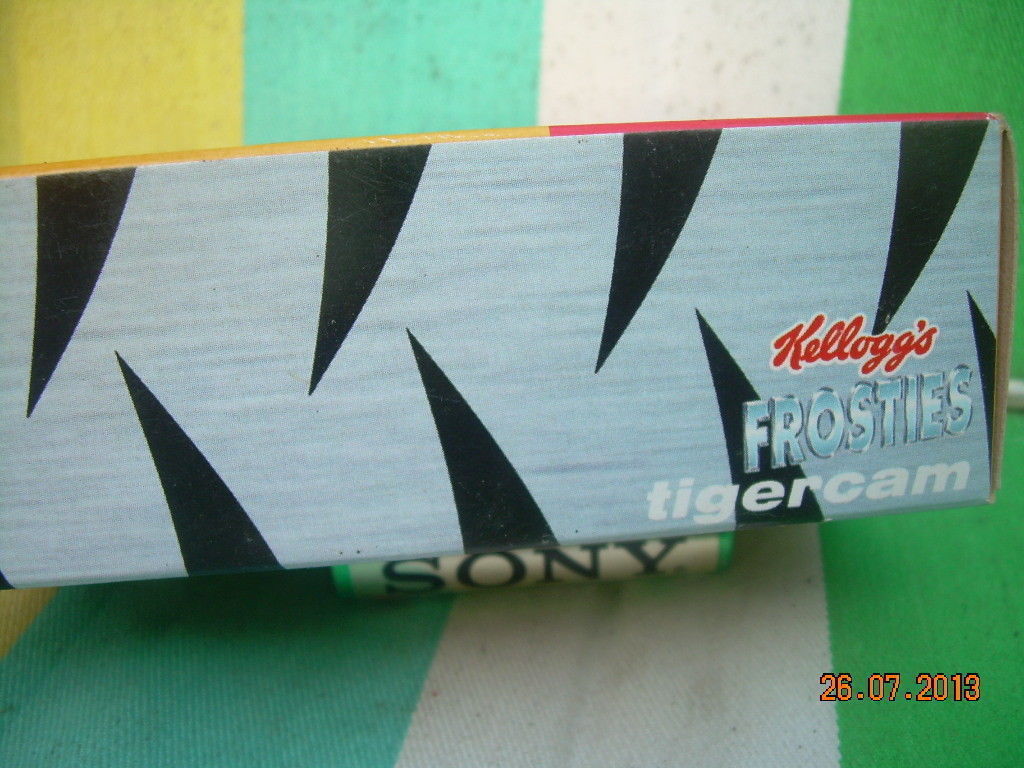 Kellogg's
FROSTIES
tigercam
SONY
26.07.2013